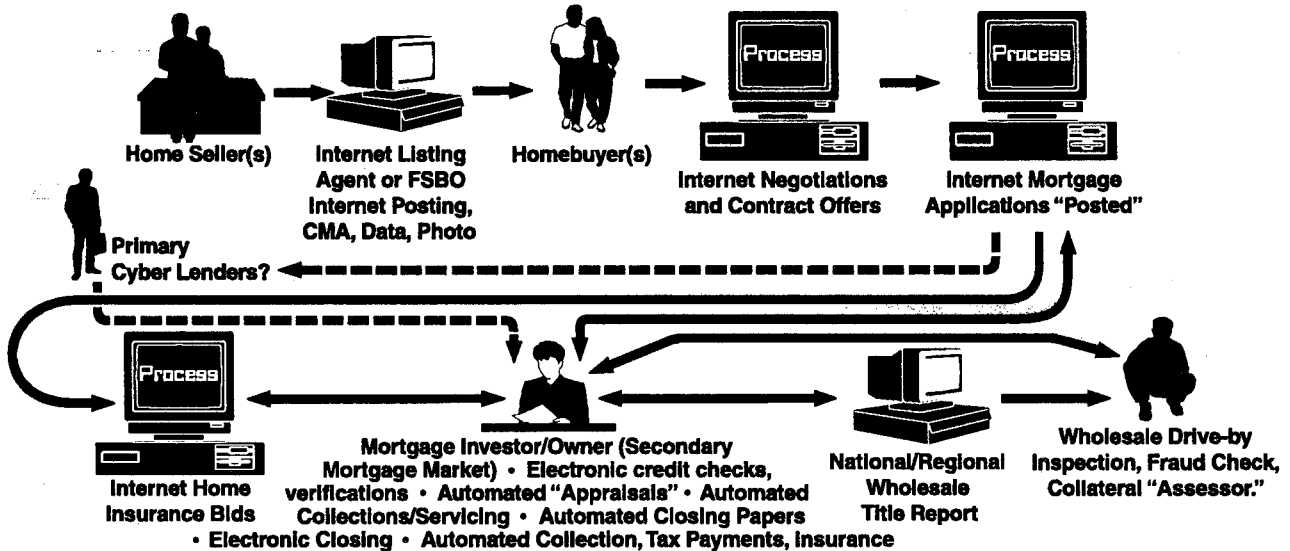 Process
Process
Home Seller(s)
Internet Listing
Agent or FSBO
Internet Posting,
CMA, Data, Photo
Homebuyer(s)
Internet Negotiations
and Contract Offers
Internet Mortgage
Applications “Posted”
Primary
Cyber Lenders?
Process
Internet Home
Insurance Bids
Mortgage Investor/Owner (Secondary
Mortgage Market) • Electronic credit checks,
verifications • Automated “Appraisals” • Automated
Collections/Servicing • Automated Closing Papers
• Electronic Closing • Automated Collection, Tax Payments, Insurance
National/Regional
Wholesale
Title Report
Wholesale Drive-by
Inspection, Fraud Check,
Collateral “Assessor.”